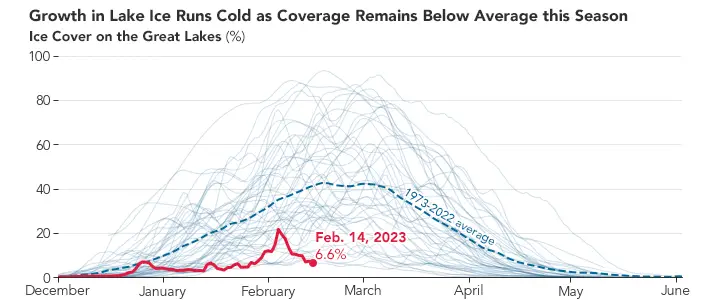 Growth in Lake Ice Runs Cold as Coverage Remains Below Average this Season
Ice Cover on the Great Lakes (%)
100
80
60
40
20
0
1973-2022 average
Feb. 14, 2023
6.6%
December January February March April May June